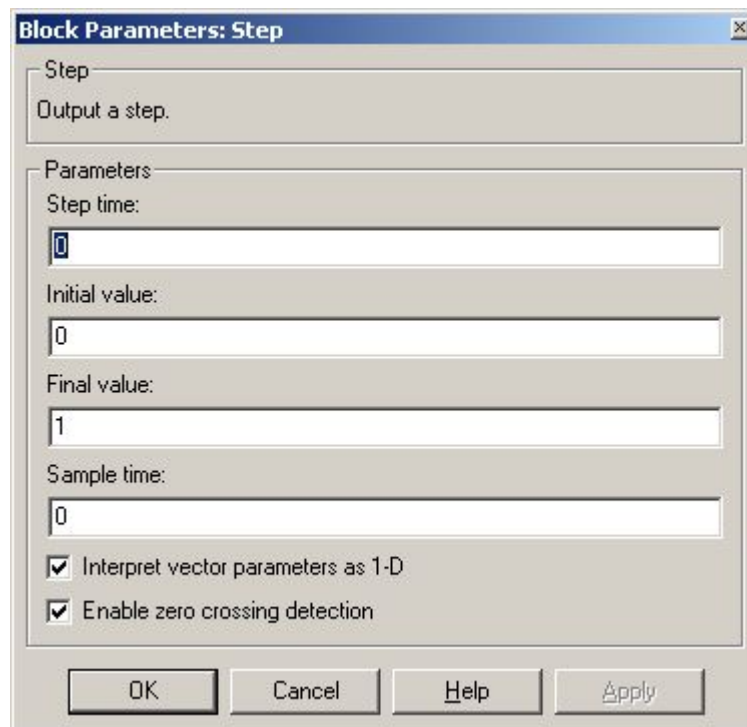 Block Parameters: Step
Step
Output a step.
Parameters
Step time:
0
Initial value:
0
Final value:
1
Sample time:
0
Interpret vector parameters as 1-D
Enable zero crossing detection
OK Cancel Help Apply